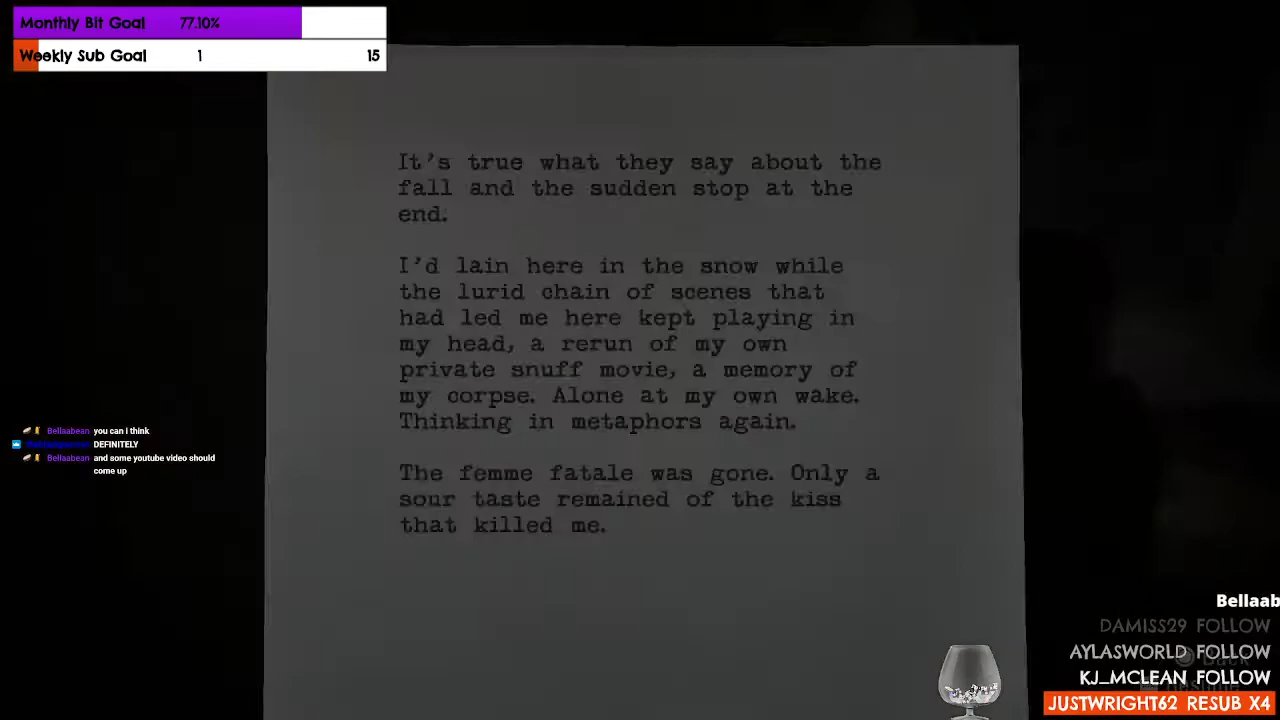 Monthly Bit Goal 77.10%
Weekly Sub Goal 1 15
It's true what they say about the
fall and the sudden stop at the
end.
I'd lain here in the snow while
the lurid chain of scenes that
had led me here kept playing in
my head, a rerun of my own
private snuff movie, a memory of
my corpse. Alone at my own wake.
Thinking in metaphors again.
The femme fatale was gone. Only a
sour taste remained of the kiss
that killed me.
Bellaabean you can i think
DEFINITELY
Bellaabean and some youtube video should
come up
Bellaab
DAMISS29 FOLLOW
AYLASWORLD FOLLOW
Back
KJ_MCLEAN FOLLOW
JUSTWRIGHT62 RESUB X4